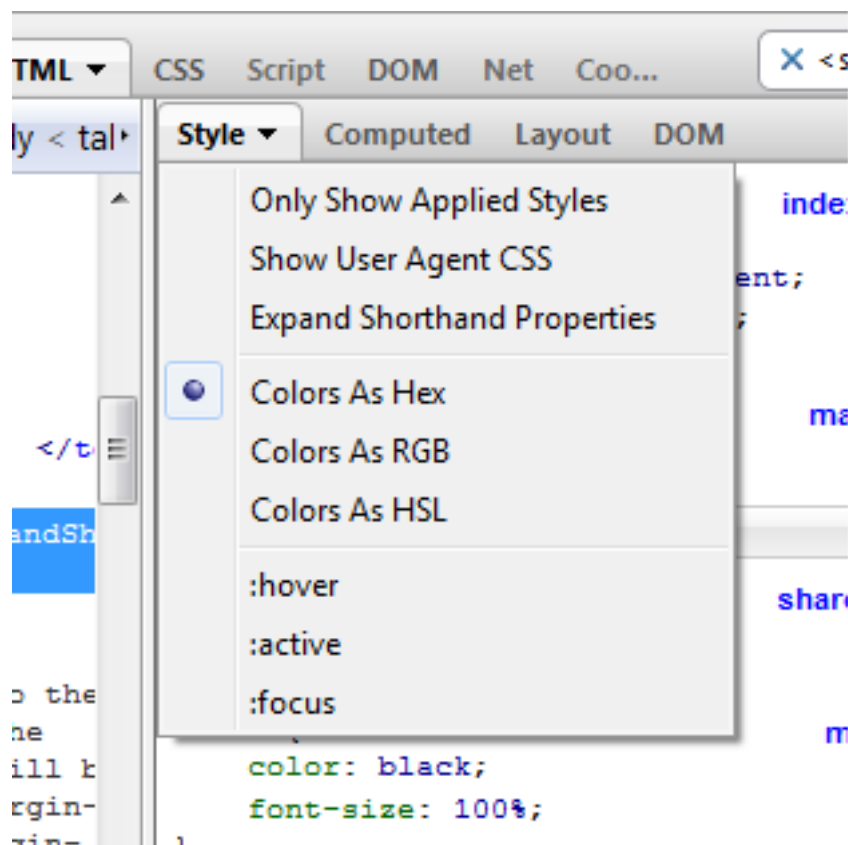 TML CSS Script DOM Net Coo... <s
ly < tal Style Computed Layout DOM
Only Show Applied Styles inde
Show User Agent CSS
ent;
Expand Shorthand Properties ;
Colors As Hex
ma
</t Colors As RGB
Colors As HSL
andSh
:hover
share
:active
o the :focus
he m
ill b color: black;
rgin- font-size: 100%;
gin- }